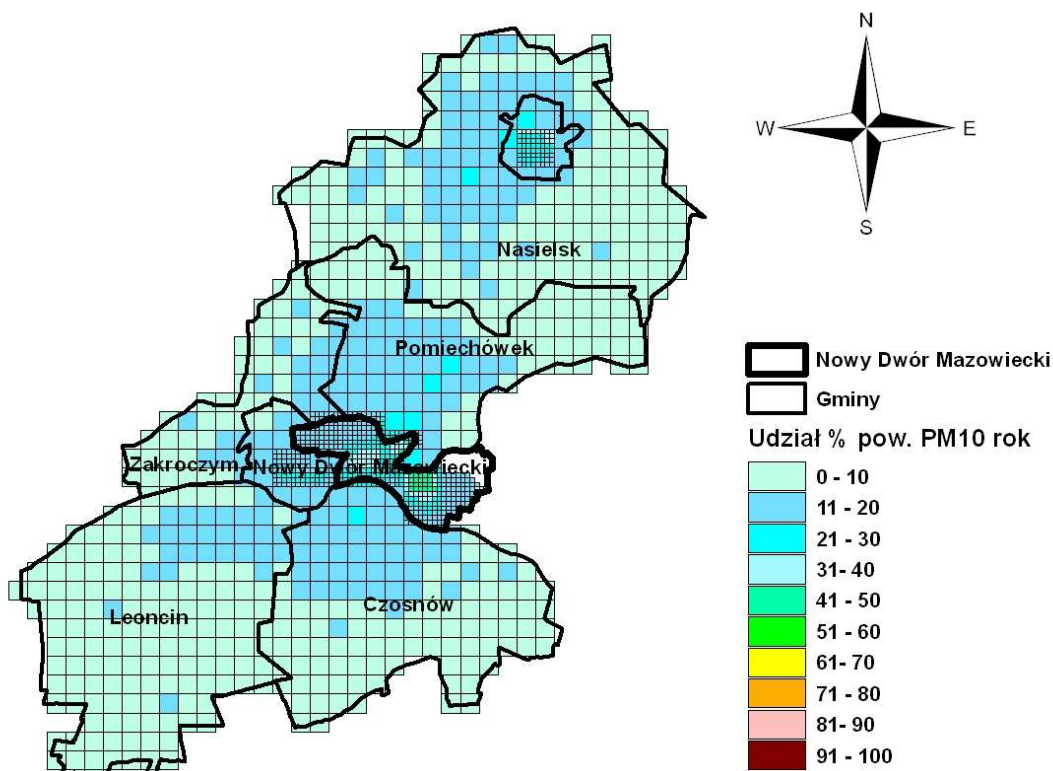 N
W E
S
Nasielsk
Pomiechówek
Zakroczym
Nowy Dwór Mazowiecki
Leoncin
Czosnów
Nowy Dwór Mazowiecki
Gminy
Udział % pow. PM10 rok
0 - 10
11 - 20
21 - 30
31- 40
41 - 50
51 - 60
61- 70
71 - 80
81- 90
91 - 100